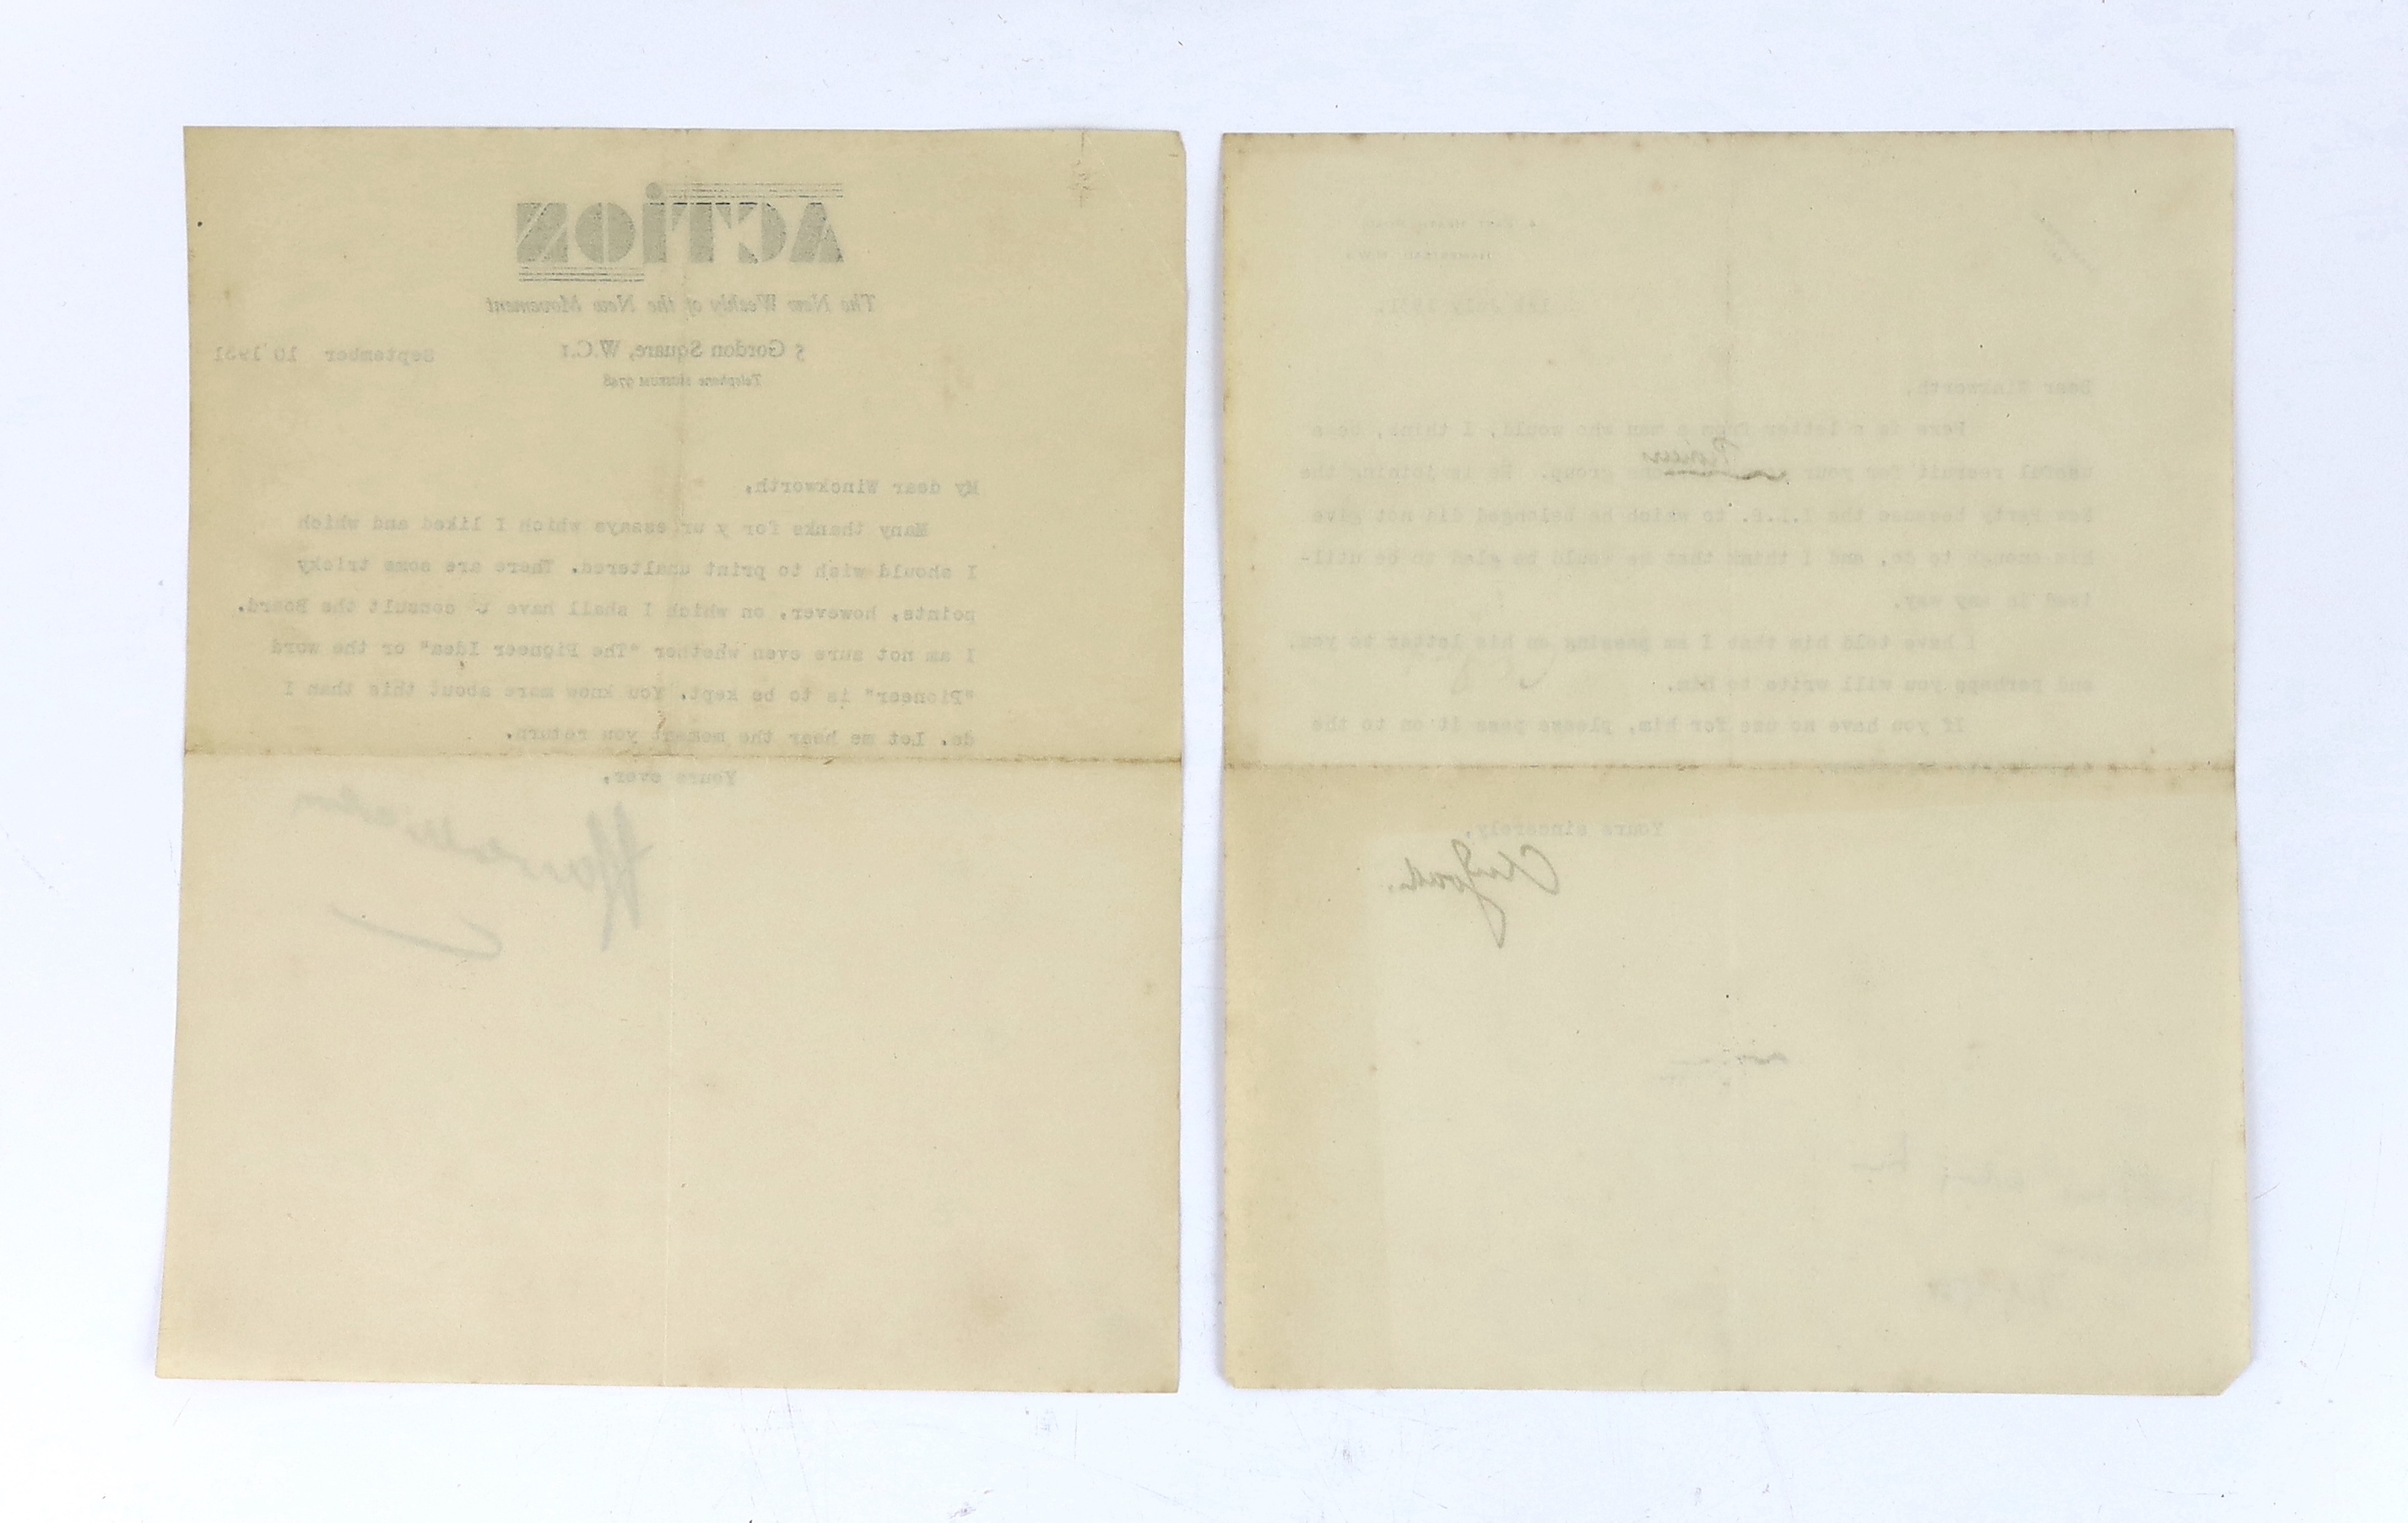 ACTION
The New Weekly of the New Movement
5 Gordon Square, W.C.1
September 10 1931
Telephone MUSEUM 9748
My dear Winckworth,
Many thanks for y ur essays which I liked and which
I should wish to print unaltered. There are some tricky
points, however, on which I shall have t consult the Board.
I am not sure even whether "The Pioneer Idea" or the word
"Pioneer" is to be kept. You know more about this than I
do. Let me hear the moment you return.
Yours ever,
July 1931.
Dear Winkworth,
Here is a letter from a man who would, I think, be a
Pioneer
useful recruit for your group. He is joining the
New Party because the I.L.P. to which he belonged did not give
him enough to do, and I think that he would be glad to be util-
ised in any way.
I have told him that I am passing on his letter to you,
and perhaps you will write to him.
If you have no use for him, please pass it on to the
Yours sincerely,